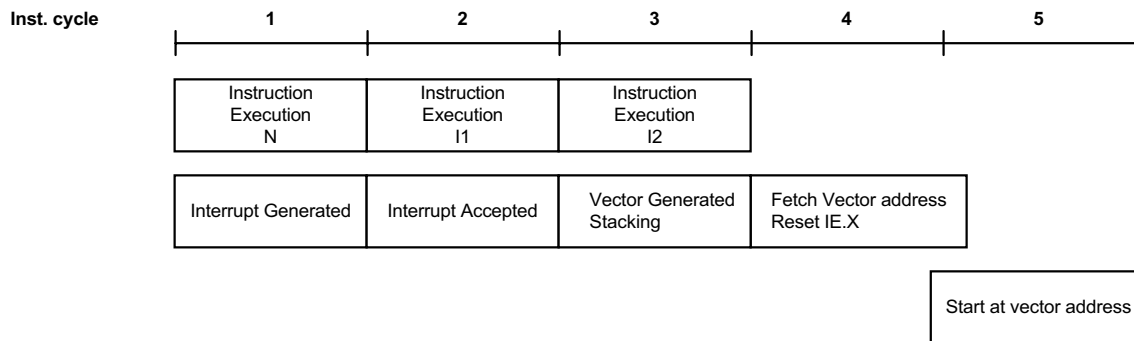 Inst. cycle 1 2 3 4 5
Instruction
Execution
N
Instruction
Execution
I1
Instruction
Execution
I2
Interrupt Generated
Interrupt Accepted
Vector Generated
Stacking
Fetch Vector address
Reset IE.X
Start at vector address